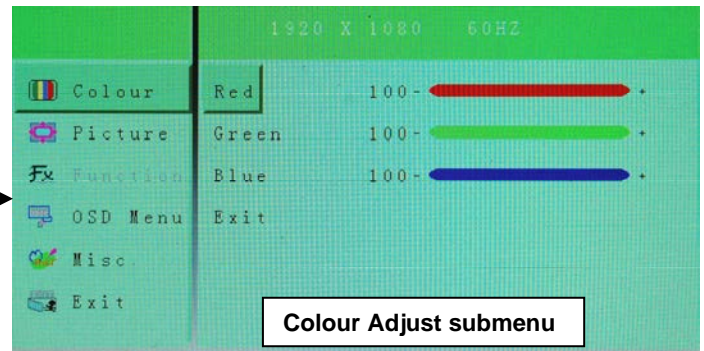 1920 X 1080 60HZ
Colour
Picture
Fx Function
OSD Menu
Misc.
Exit
Red 100 - +
Green 100 - +
Blue 100 - +
Exit
Colour Adjust submenu